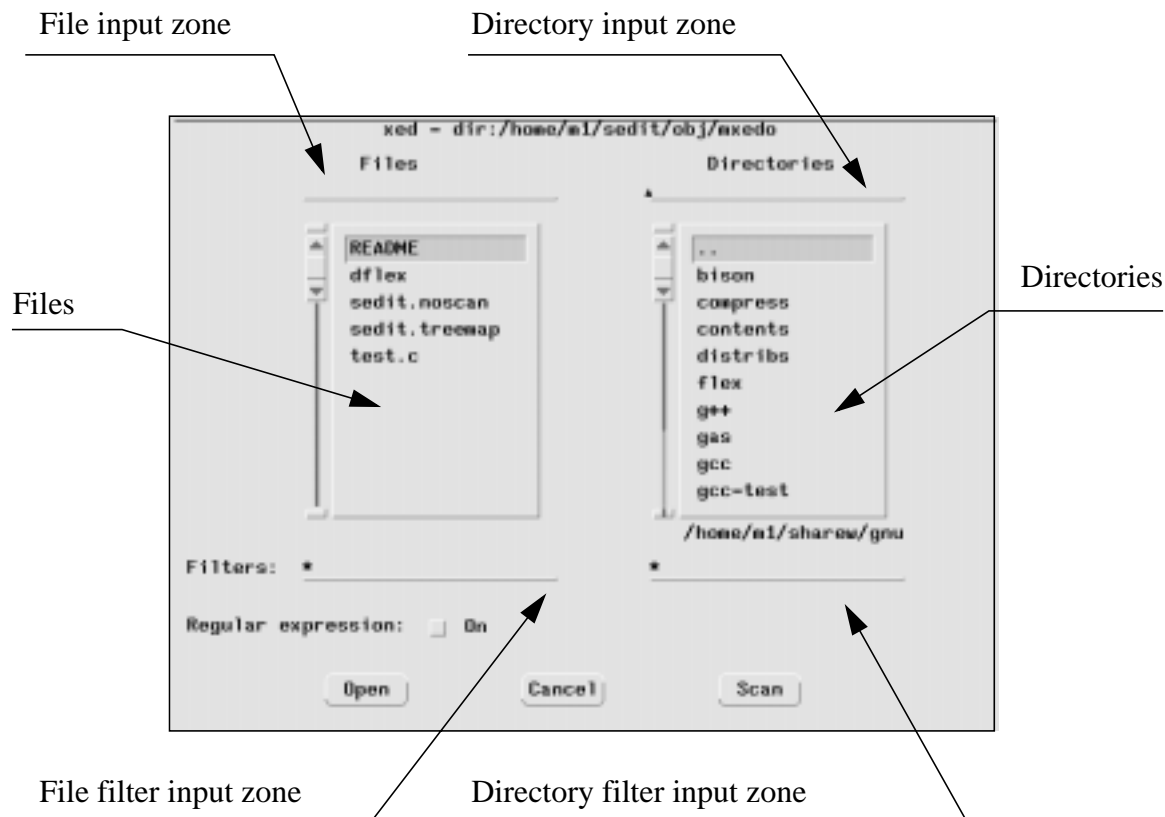 File input zone
Directory input zone
xed - dir:/home/m1/sedit/obj/mxedo
Files
Directories
README
dflex
sedit.noscan
sedit.treemap
test.c
..
bison
compress
contents
distribs
flex
g++
gas
gcc
gcc-test
Files
Directories
/home/m1/sharew/gnu
Filters: *
*
Regular expression: On
Open
Cancel
Scan
File filter input zone
Directory filter input zone